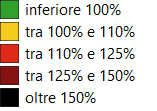 inferiore 100%
tra 100% e 110%
tra 110% e 125%
tra 125% e 150%
oltre 150%